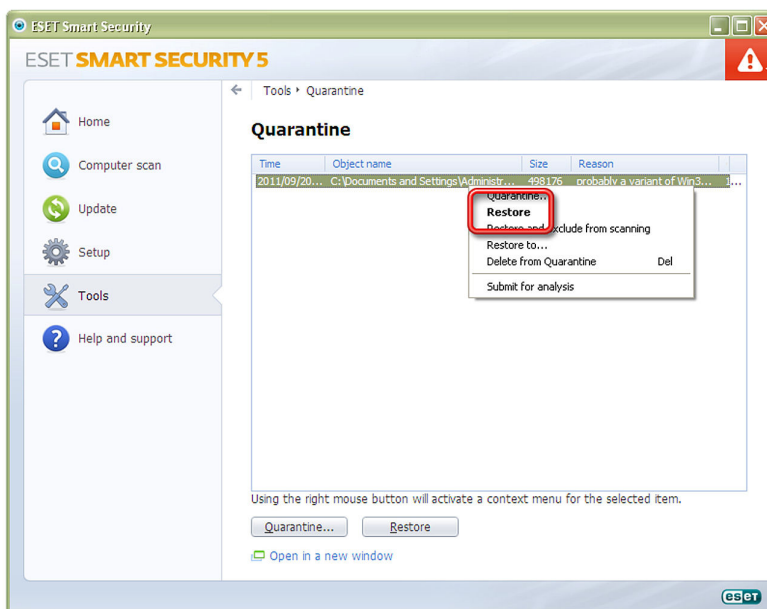 ESET Smart Security
ESET SMART SECURITY 5
Home
Computer scan
Update
Setup
Tools
Help and support
Tools ‣ Quarantine
Quarantine
Time Object name Size Reason
2011/09/20... C:\Documents and Settings\Administr... 498176 probably a variant of Win3... 1...
Quarantine...
Restore
Restore and exclude from scanning
Restore to...
Delete from Quarantine Del
Submit for analysis
Using the right mouse button will activate a context menu for the selected item.
Quarantine... Restore
Open in a new window
eset